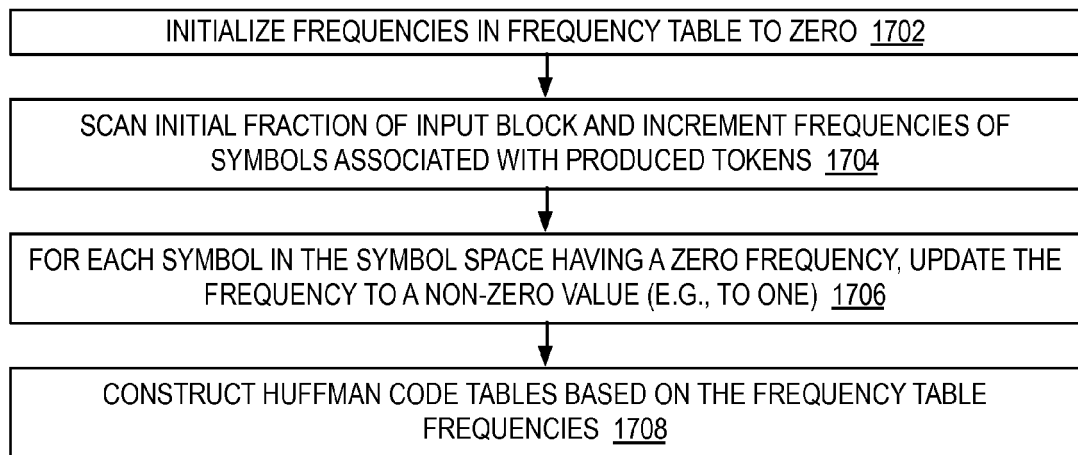 INITIALIZE FREQUENCIES IN FREQUENCY TABLE TO ZERO 1702
SCAN INITIAL FRACTION OF INPUT BLOCK AND INCREMENT FREQUENCIES OF
SYMBOLS ASSOCIATED WITH PRODUCED TOKENS 1704
FOR EACH SYMBOL IN THE SYMBOL SPACE HAVING A ZERO FREQUENCY, UPDATE THE
FREQUENCY TO A NON-ZERO VALUE (E.G., TO ONE) 1706
CONSTRUCT HUFFMAN CODE TABLES BASED ON THE FREQUENCY TABLE
FREQUENCIES 1708